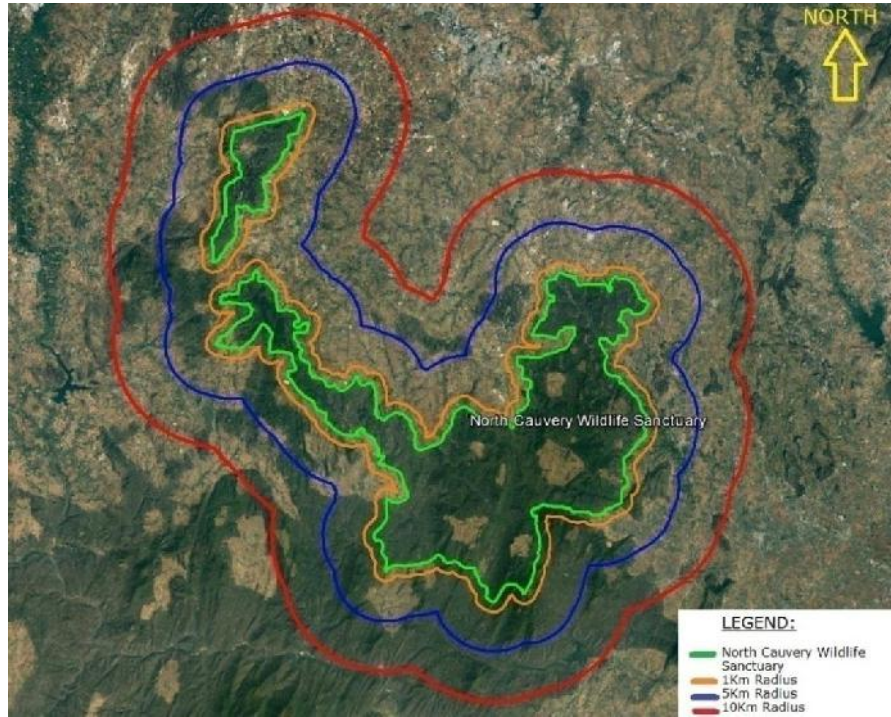 NORTH
North Cauvery Wildlife Sanctuary
LEGEND:
North Cauvery Wildlife
Sanctuary
1Km Radius
5Km Radius
10Km Radius